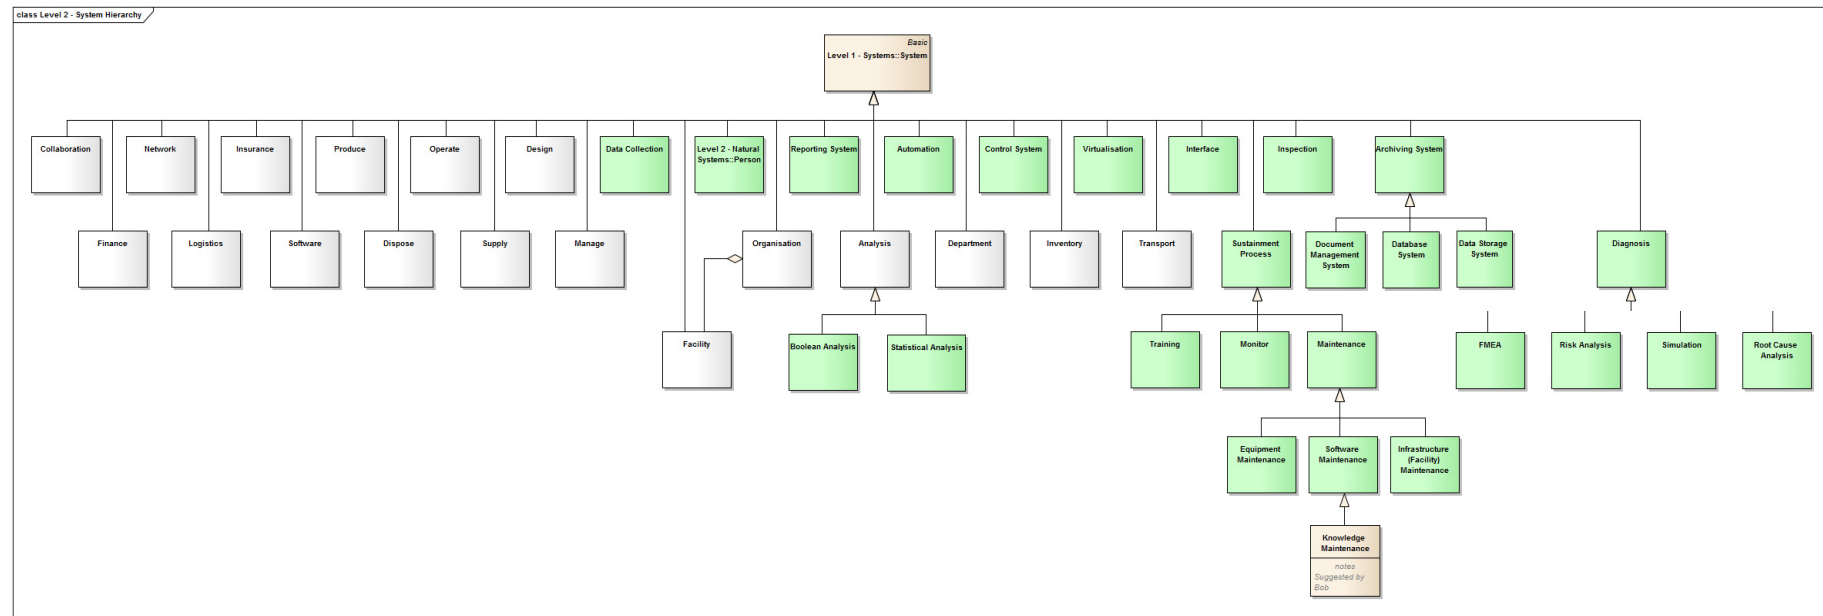 class Level 2 - System Hierarchy
Basic
Level 1 - Systems::System
Collaboration
Network
Insurance
Produce
Operate
Design
Data Collection
Level 2 - Natural
Systems::Person
Reporting System
Automation
Control System
Virtualisation
Interface
Inspection
Archiving System
Finance
Logistics
Software
Dispose
Supply
Manage
Organisation
Analysis
Department
Inventory
Transport
Sustainment
Process
Document
Management
System
Database
System
Data Storage
System
Diagnosis
Facility
Boolean Analysis
Statistical Analysis
Training
Monitor
Maintenance
FMEA
Risk Analysis
Simulation
Root Cause
Analysis
Equipment
Maintenance
Software
Maintenance
Infrastructure
(Facility)
Maintenance
Knowledge
Maintenance
notes
Suggested by
Bob